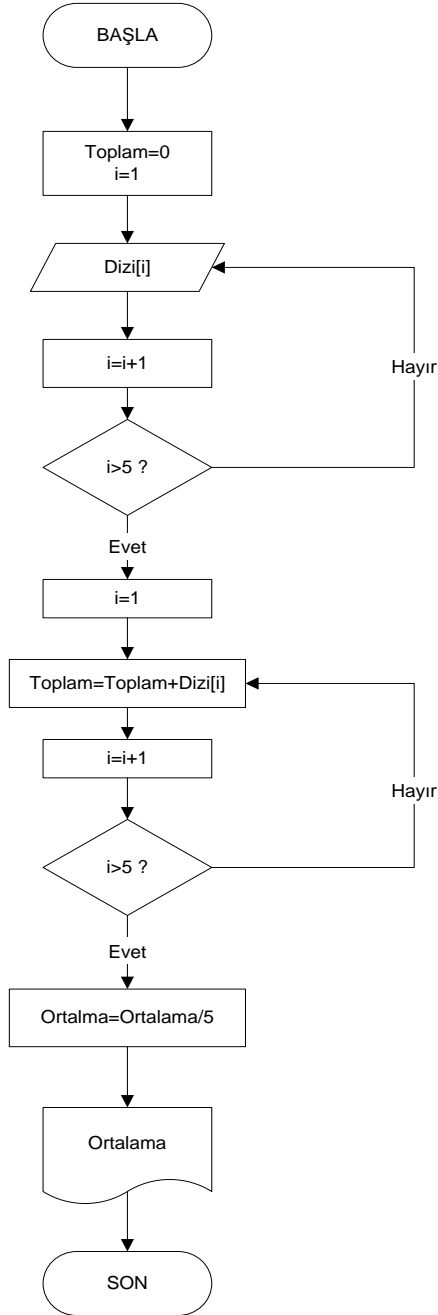 BAŞLA
Toplam=0
i=1
Dizi[i]
i=i+1
Hayır
i>5 ?
Evet
i=1
Toplam=Toplam+Dizi[i]
i=i+1
Hayır
i>5 ?
Evet
Ortalma=Ortalama/5
Ortalama
SON